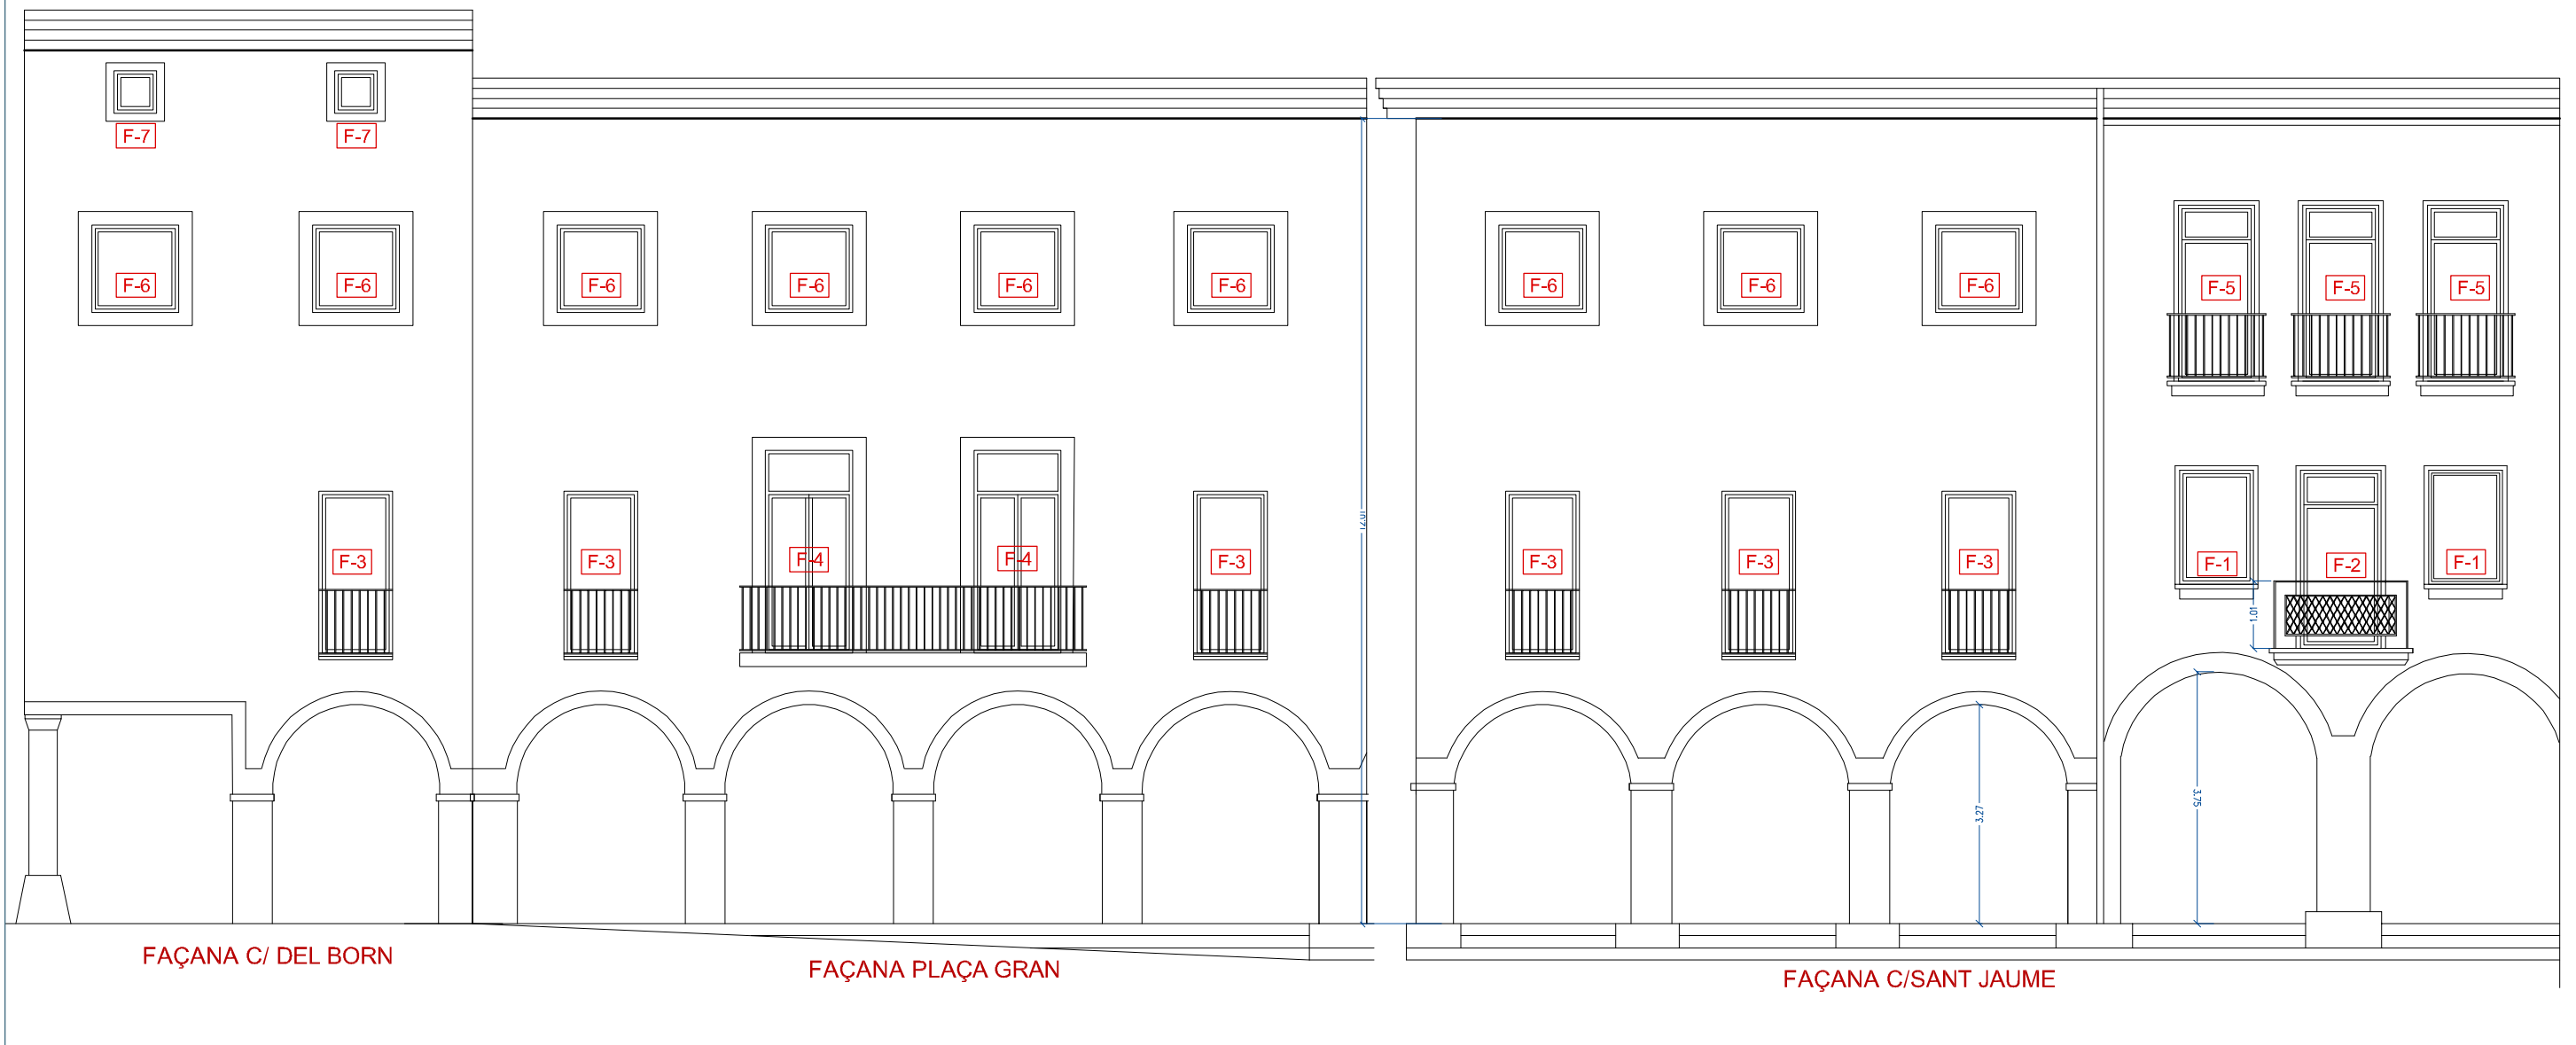 F-7 F-7
F-6 F-6 F-6 F-6 F-6 F-6 F-6 F-6 F-6 F-5 F-5 F-5
F-3 F-3 F-4 F-4 F-3 F-3 F-3 F-3 F-1 F-2 F-1
12.01
1.01
3.75
3.27
FAÇANA C/ DEL BORN
FAÇANA PLAÇA GRAN
FAÇANA C/SANT JAUME